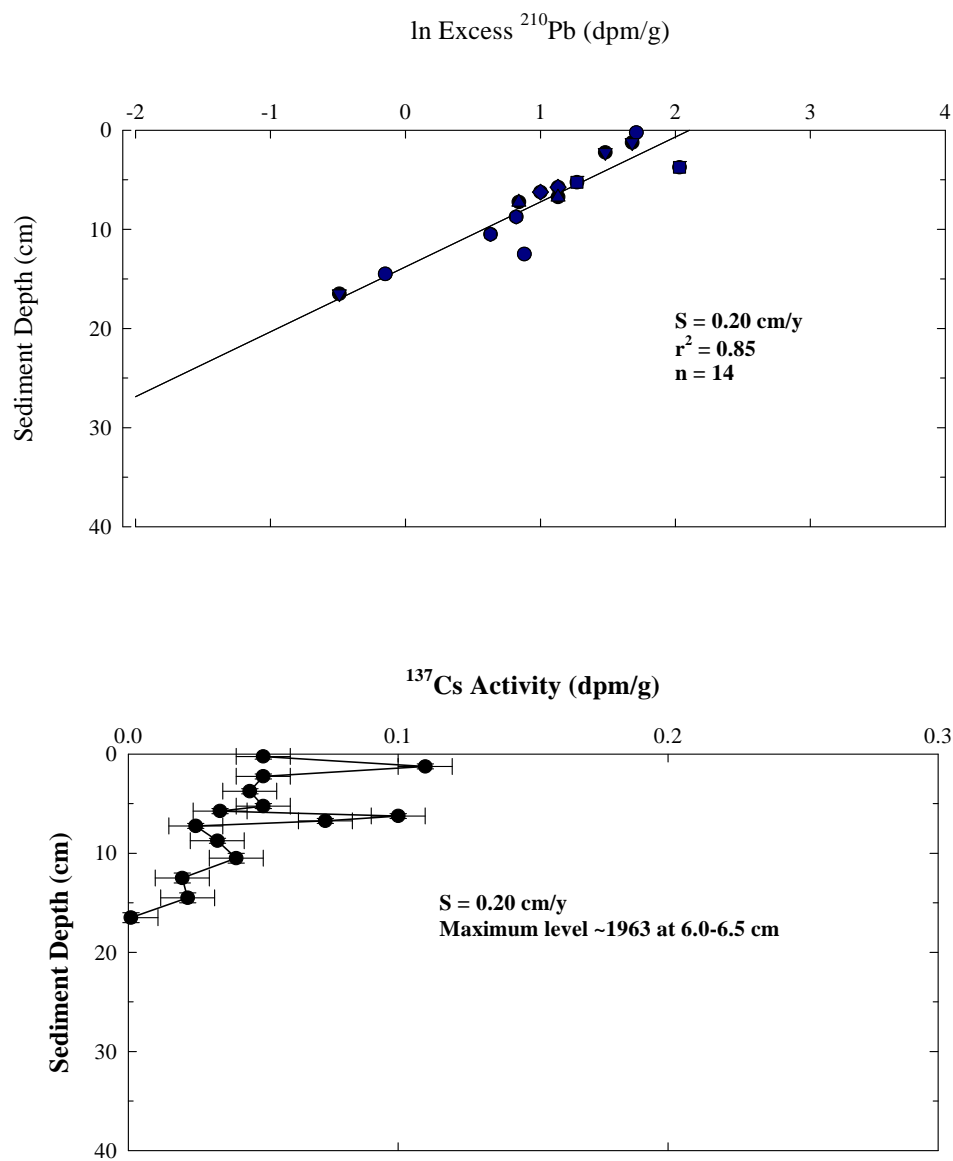 ln Excess ²¹⁰Pb (dpm/g)
-2 -1 0 1 2 3 4
0
10
20
30
40
Sediment Depth (cm)
S = 0.20 cm/y
r² = 0.85
n = 14
¹³⁷Cs Activity (dpm/g)
0.0 0.1 0.2 0.3
0
10
20
30
40
Sediment Depth (cm)
S = 0.20 cm/y
Maximum level ~1963 at 6.0-6.5 cm